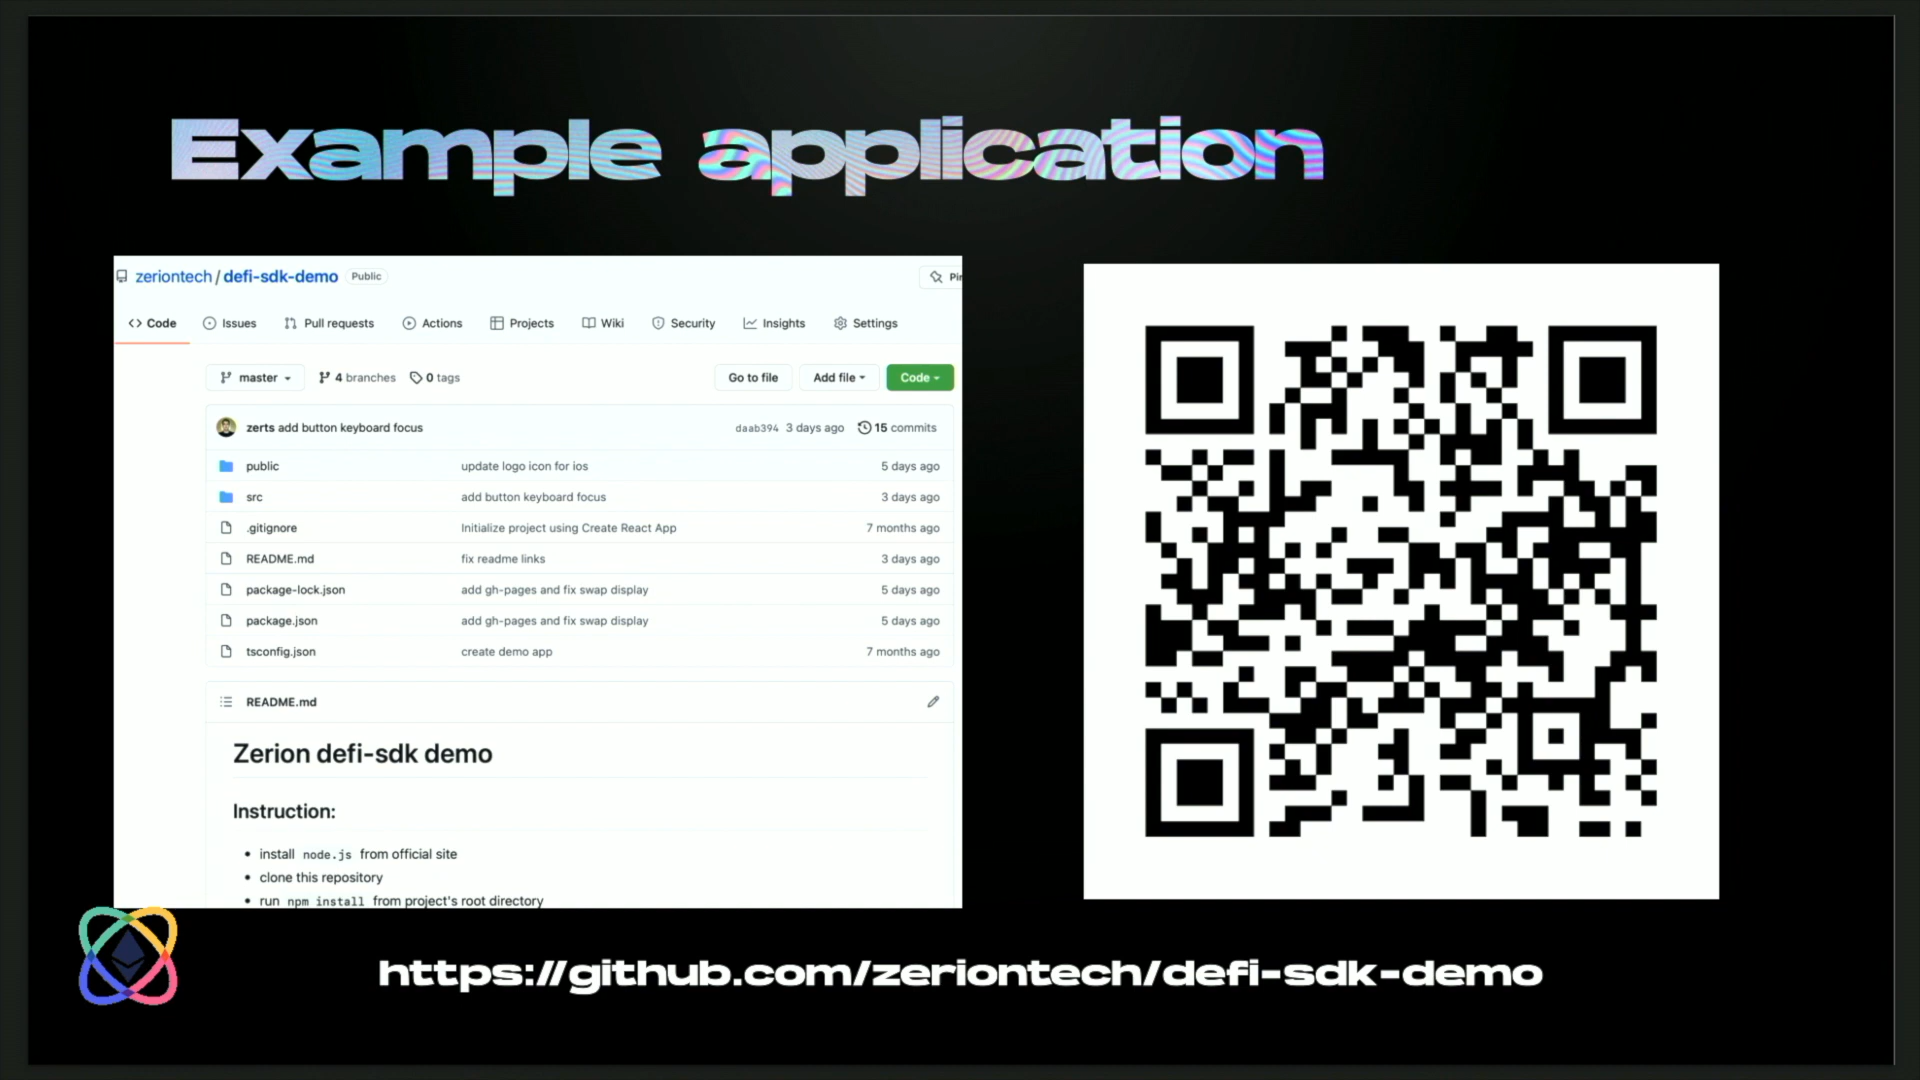 Example application
zeriontech / defi-sdk-demo Public
Pin
Code Issues Pull requests Actions Projects Wiki Security Insights Settings
master 4 branches 0 tags Go to file Add file Code
zerts add button keyboard focus daab394 3 days ago 15 commits
public update logo icon for ios 5 days ago
src add button keyboard focus 3 days ago
.gitignore Initialize project using Create React App 7 months ago
README.md fix readme links 3 days ago
package-lock.json add gh-pages and fix swap display 5 days ago
package.json add gh-pages and fix swap display 5 days ago
tsconfig.json create demo app 7 months ago
README.md
Zerion defi-sdk demo
Instruction:
• install node.js from official site
• clone this repository
• run npm install from project's root directory
https://github.com/zeriontech/defi-sdk-demo